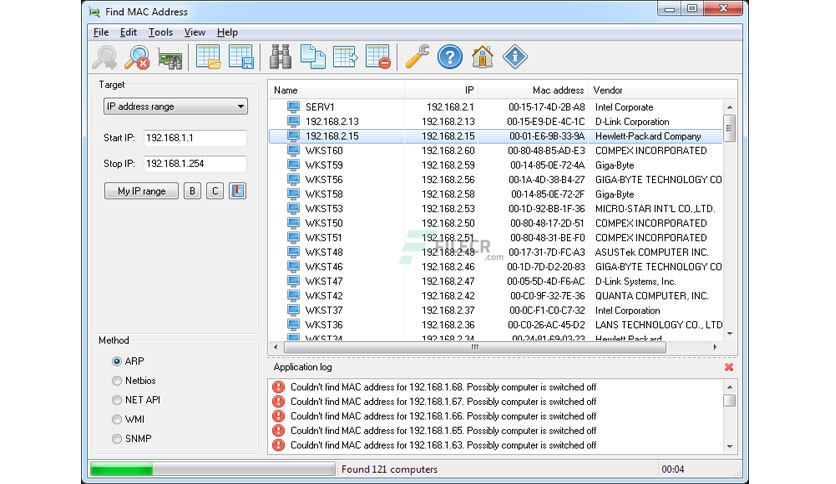 Find MAC Address
File Edit Tools View Help
Target
IP address range
Start IP: 192.168.1.1
Stop IP: 192.168.1.254
My IP range B C
Method
ARP
Netbios
NET API
WMI
SNMP
Name IP Mac address Vendor
SERV1 192.168.2.1 00-15-17-4D-2B-A8 Intel Corporate
192.168.2.13 192.168.2.13 00-15-E9-DE-4C-1C D-Link Corporation
192.168.2.15 192.168.2.15 00-01-E6-9B-33-9A Hewlett-Packard Company
WKST60 192.168.2.60 00-80-48-B5-AD-E3 COMPEX INCORPORATED
WKST59 192.168.2.59 00-14-85-0E-72-4A Giga-Byte
WKST56 192.168.2.56 00-1A-4D-38-B4-27 GIGA-BYTE TECHNOLOGY CO
WKST58 192.168.2.58 00-14-85-0E-72-2F Giga-Byte
WKST53 192.168.2.53 00-1D-92-BB-1F-36 MICRO-STAR INT'L CO.,LTD.
WKST50 192.168.2.50 00-80-48-17-2D-51 COMPEX INCORPORATED
WKST51 192.168.2.51 00-80-48-31-BE-F0 COMPEX INCORPORATED
WKST48 192.168.2.48 00-17-31-7D-FC-A3 ASUSTek COMPUTER INC.
WKST46 192.168.2.46 00-1D-7D-D2-20-83 GIGA-BYTE TECHNOLOGY CO
WKST47 192.168.2.47 00-05-5D-4D-F6-AC D-Link Systems, Inc.
WKST42 192.168.2.42 00-C0-9F-32-7E-36 QUANTA COMPUTER, INC.
WKST37 192.168.2.37 00-0C-F1-C0-C7-32 Intel Corporation
WKST36 192.168.2.36 00-C0-26-AC-45-D2 LANS TECHNOLOGY CO., LTD
WKST34 192.168.2.34 00-24-81-69-03-23 Hewlett Packard
FILECR
.com
Application log
Couldn't find MAC address for 192.168.1.68. Possibly computer is switched off
Couldn't find MAC address for 192.168.1.67. Possibly computer is switched off
Couldn't find MAC address for 192.168.1.66. Possibly computer is switched off
Couldn't find MAC address for 192.168.1.65. Possibly computer is switched off
Couldn't find MAC address for 192.168.1.63. Possibly computer is switched off
Found 121 computers 00:04